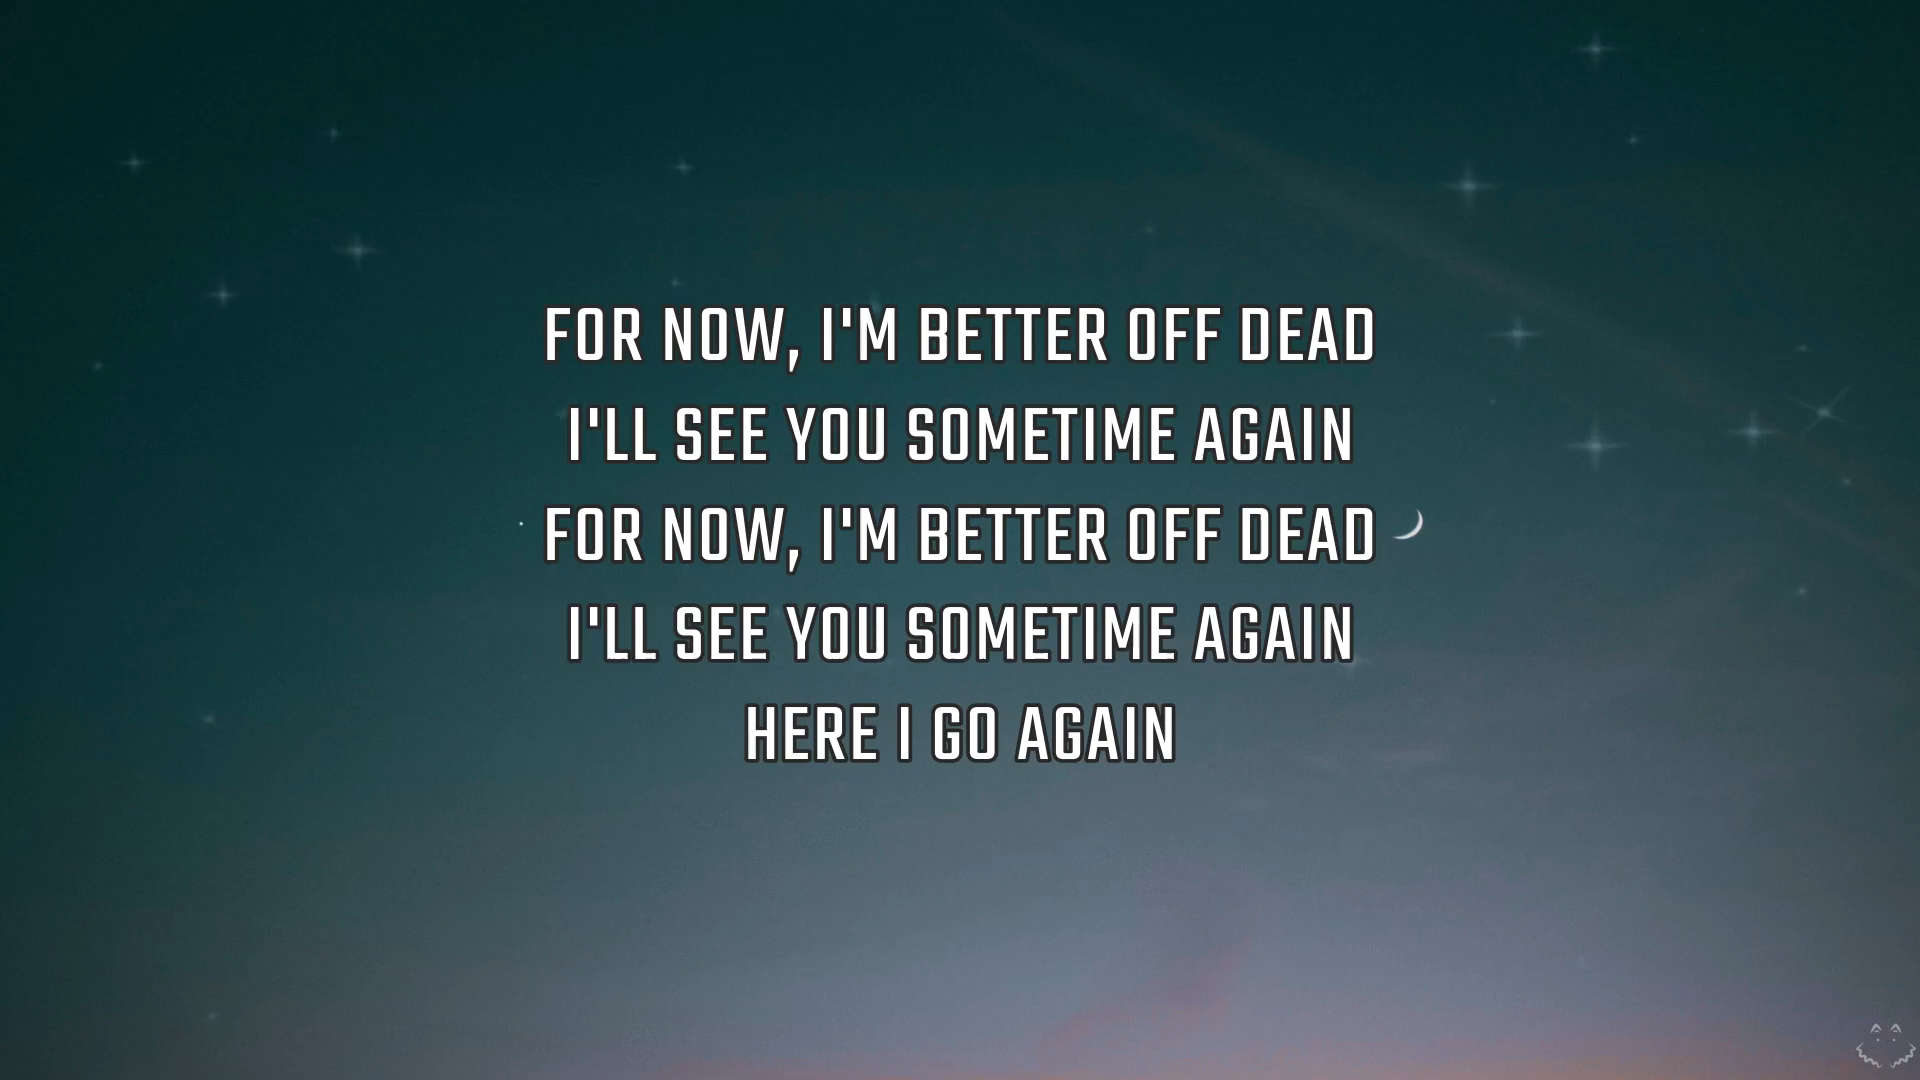 FOR NOW, I'M BETTER OFF DEAD
I'LL SEE YOU SOMETIME AGAIN
FOR NOW, I'M BETTER OFF DEAD
I'LL SEE YOU SOMETIME AGAIN
HERE I GO AGAIN